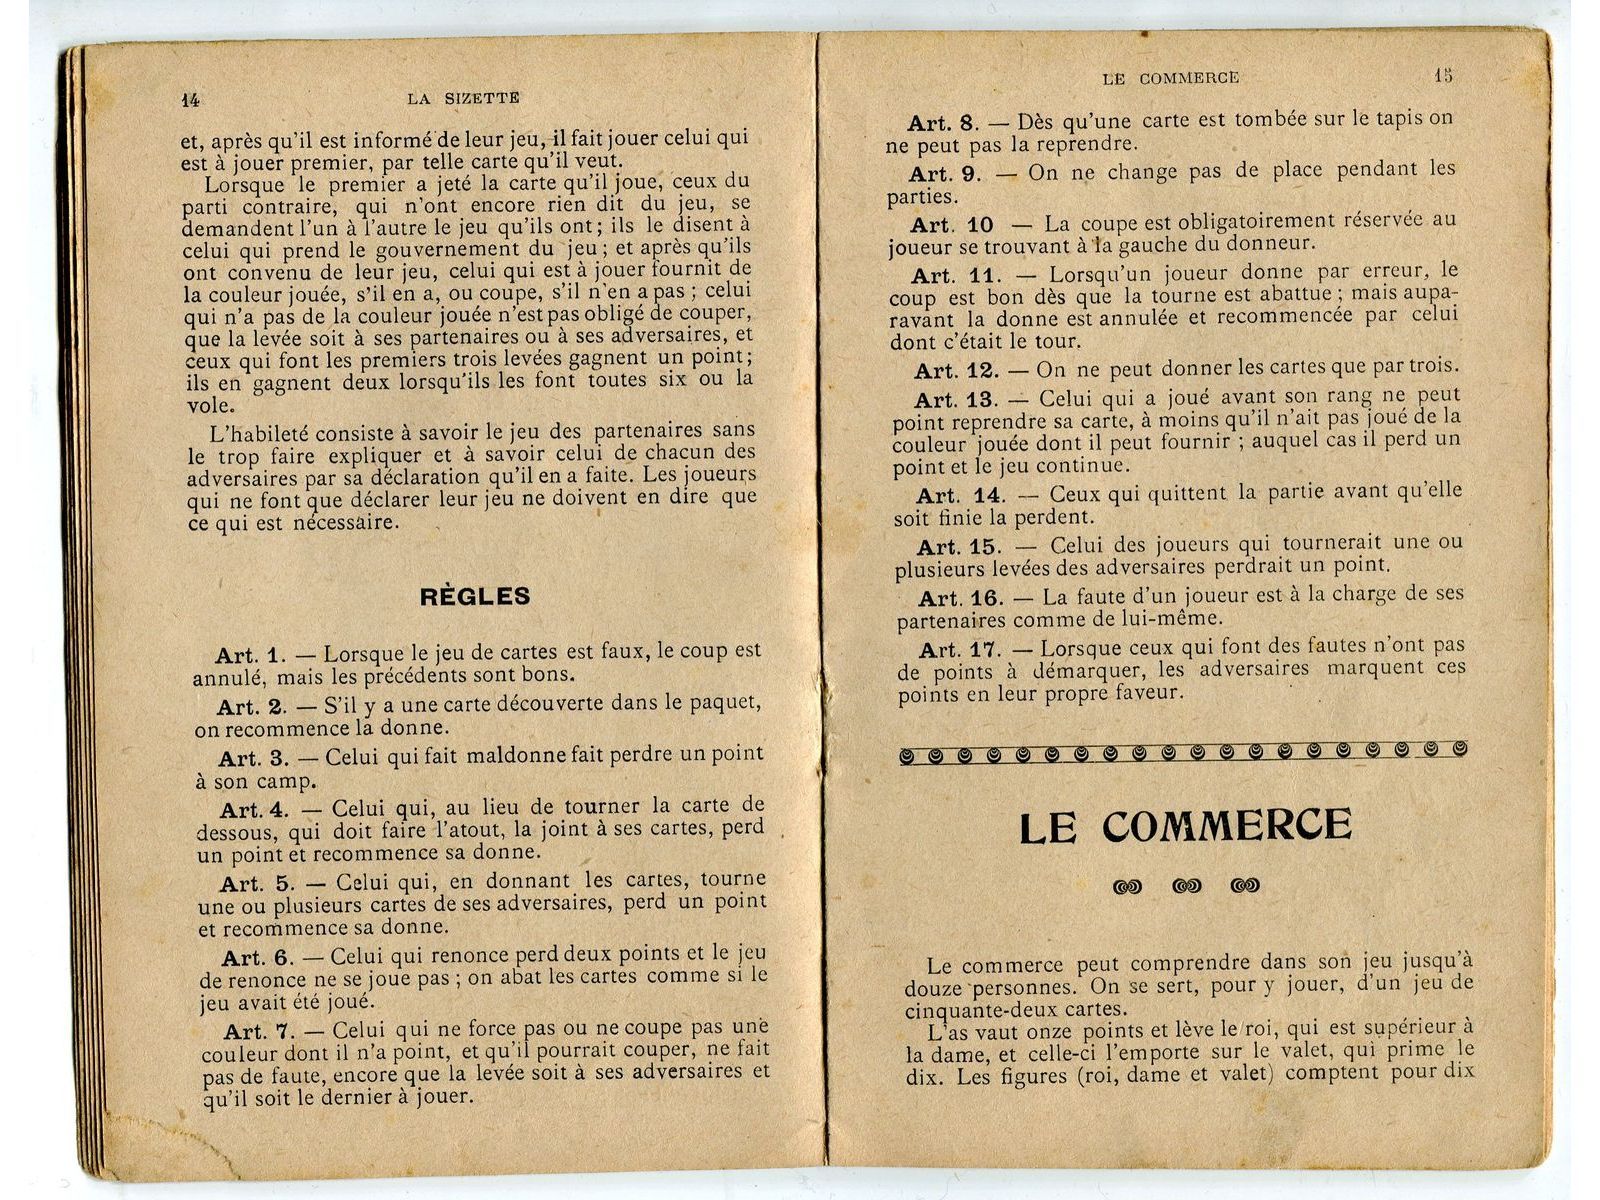 14
LA SIZETTE
et, après qu'il est informé de leur jeu, il fait jouer celui qui
est à jouer premier, par telle carte qu'il veut.
Lorsque le premier a jeté la carte qu'il joue, ceux du
parti contraire, qui n'ont encore rien dit du jeu, se
demandent l'un à l'autre le jeu qu'ils ont ; ils le disent à
celui qui prend le gouvernement du jeu ; et après qu'ils
ont convenu de leur jeu, celui qui est à jouer fournit de
la couleur jouée, s'il en a, ou coupe, s'il n'en a pas ; celui
qui n'a pas de la couleur jouée n'est pas obligé de couper,
que la levée soit à ses partenaires ou à ses adversaires, et
ceux qui font les premiers trois levées gagnent un point ;
ils en gagnent deux lorsqu'ils les font toutes six ou la
vole.
L'habileté consiste à savoir le jeu des partenaires sans
le trop faire expliquer et à savoir celui de chacun des
adversaires par sa déclaration qu'il en a faite. Les joueurs
qui ne font que déclarer leur jeu ne doivent en dire que
ce qui est nécessaire.
RÈGLES
Art. 1. — Lorsque le jeu de cartes est faux, le coup est
annulé, mais les précédents sont bons.
Art. 2. — S'il y a une carte découverte dans le paquet,
on recommence la donne.
Art. 3. — Celui qui fait maldonne fait perdre un point
à son camp.
Art. 4. — Celui qui, au lieu de tourner la carte de
dessous, qui doit faire l'atout, la joint à ses cartes, perd
un point et recommence sa donne.
Art. 5. — Celui qui, en donnant les cartes, tourne
une ou plusieurs cartes de ses adversaires, perd un point
et recommence sa donne.
Art. 6. — Celui qui renonce perd deux points et le jeu
de renonce ne se joue pas ; on abat les cartes comme si le
jeu avait été joué.
Art. 7. — Celui qui ne force pas ou ne coupe pas une
couleur dont il n'a point, et qu'il pourrait couper, ne fait
pas de faute, encore que la levée soit à ses adversaires et
qu'il soit le dernier à jouer.
LE COMMERCE
15
Art. 8. — Dès qu'une carte est tombée sur le tapis on
ne peut pas la reprendre.
Art. 9. — On ne change pas de place pendant les
parties.
Art. 10 — La coupe est obligatoirement réservée au
joueur se trouvant à la gauche du donneur.
Art. 11. — Lorsqu'un joueur donne par erreur, le
coup est bon dès que la tourne est abattue ; mais aupa-
ravant la donne est annulée et recommencée par celui
dont c'était le tour.
Art. 12. — On ne peut donner les cartes que par trois.
Art. 13. — Celui qui a joué avant son rang ne peut
point reprendre sa carte, à moins qu'il n'ait pas joué de la
couleur jouée dont il peut fournir ; auquel cas il perd un
point et le jeu continue.
Art. 14. — Ceux qui quittent la partie avant qu'elle
soit finie la perdent.
Art. 15. — Celui des joueurs qui tournerait une ou
plusieurs levées des adversaires perdrait un point.
Art. 16. — La faute d'un joueur est à la charge de ses
partenaires comme de lui-même.
Art. 17. — Lorsque ceux qui font des fautes n'ont pas
de points à démarquer, les adversaires marquent ces
points en leur propre faveur.
LE COMMERCE
Le commerce peut comprendre dans son jeu jusqu'à
douze personnes. On se sert, pour y jouer, d'un jeu de
cinquante-deux cartes.
L'as vaut onze points et lève le roi, qui est supérieur à
la dame, et celle-ci l'emporte sur le valet, qui prime le
dix. Les figures (roi, dame et valet) comptent pour dix